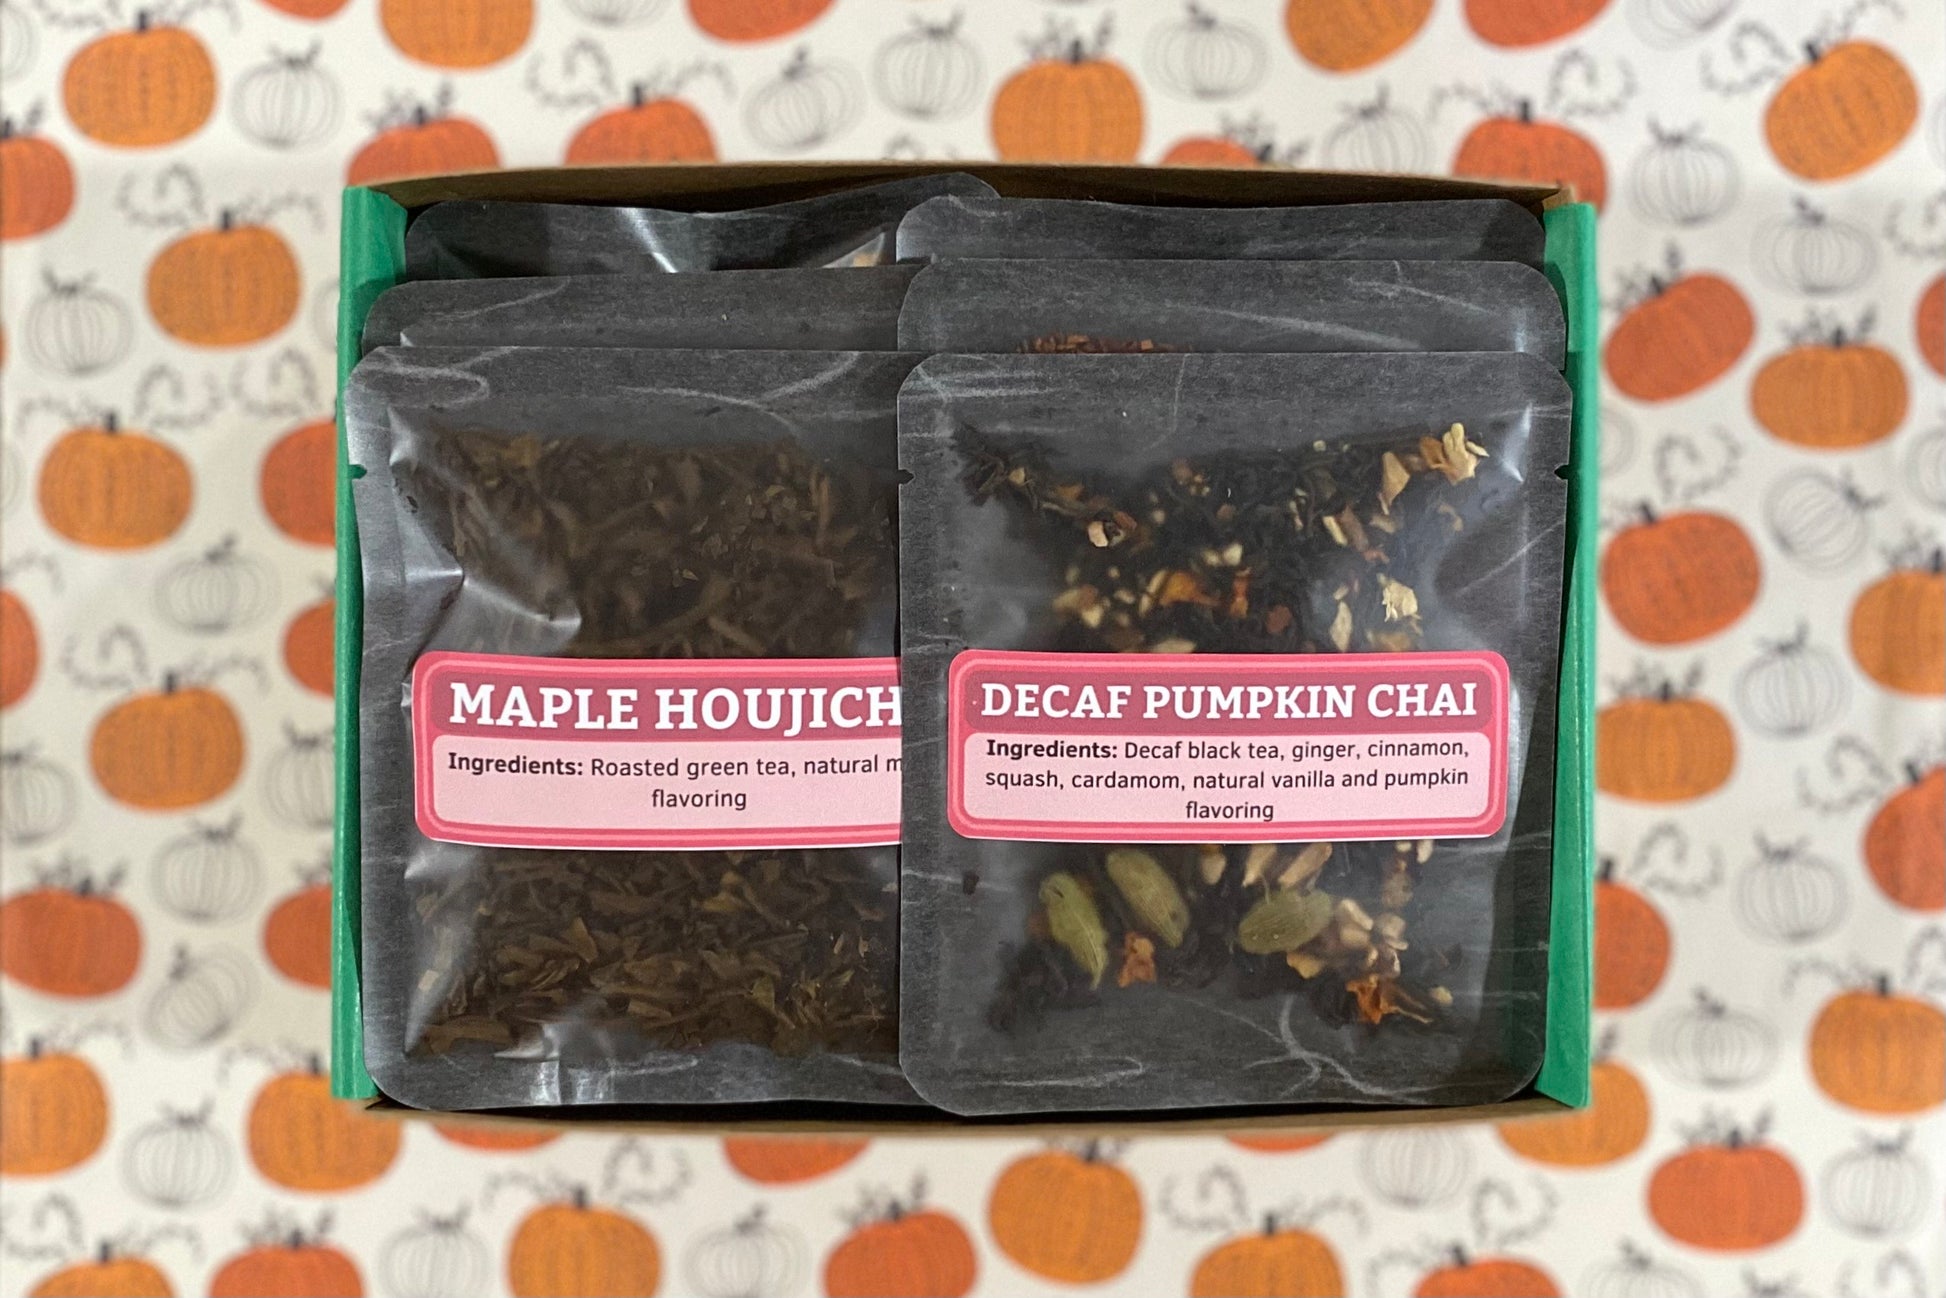 MAPLE HOUJICH
Ingredients: Roasted green tea, natural m
flavoring
DECAF PUMPKIN CHAI
Ingredients: Decaf black tea, ginger, cinnamon,
squash, cardamom, natural vanilla and pumpkin
flavoring